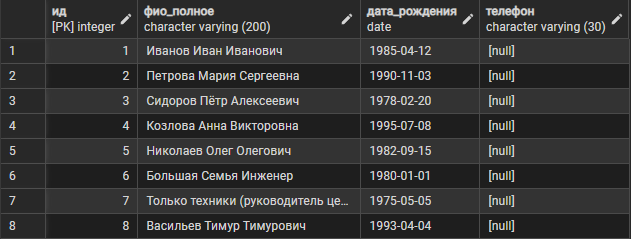 ид фио_полное дата_рождения телефон
[PK] integer character varying (200) date character varying (30)
1 1 Иванов Иван Иванович 1985-04-12 [null]
2 2 Петрова Мария Сергеевна 1990-11-03 [null]
3 3 Сидоров Пётр Алексеевич 1978-02-20 [null]
4 4 Козлова Анна Викторовна 1995-07-08 [null]
5 5 Николаев Олег Олегович 1982-09-15 [null]
6 6 Большая Семья Инженер 1980-01-01 [null]
7 7 Только техники (руководитель це... 1975-05-05 [null]
8 8 Васильев Тимур Тимурович 1993-04-04 [null]